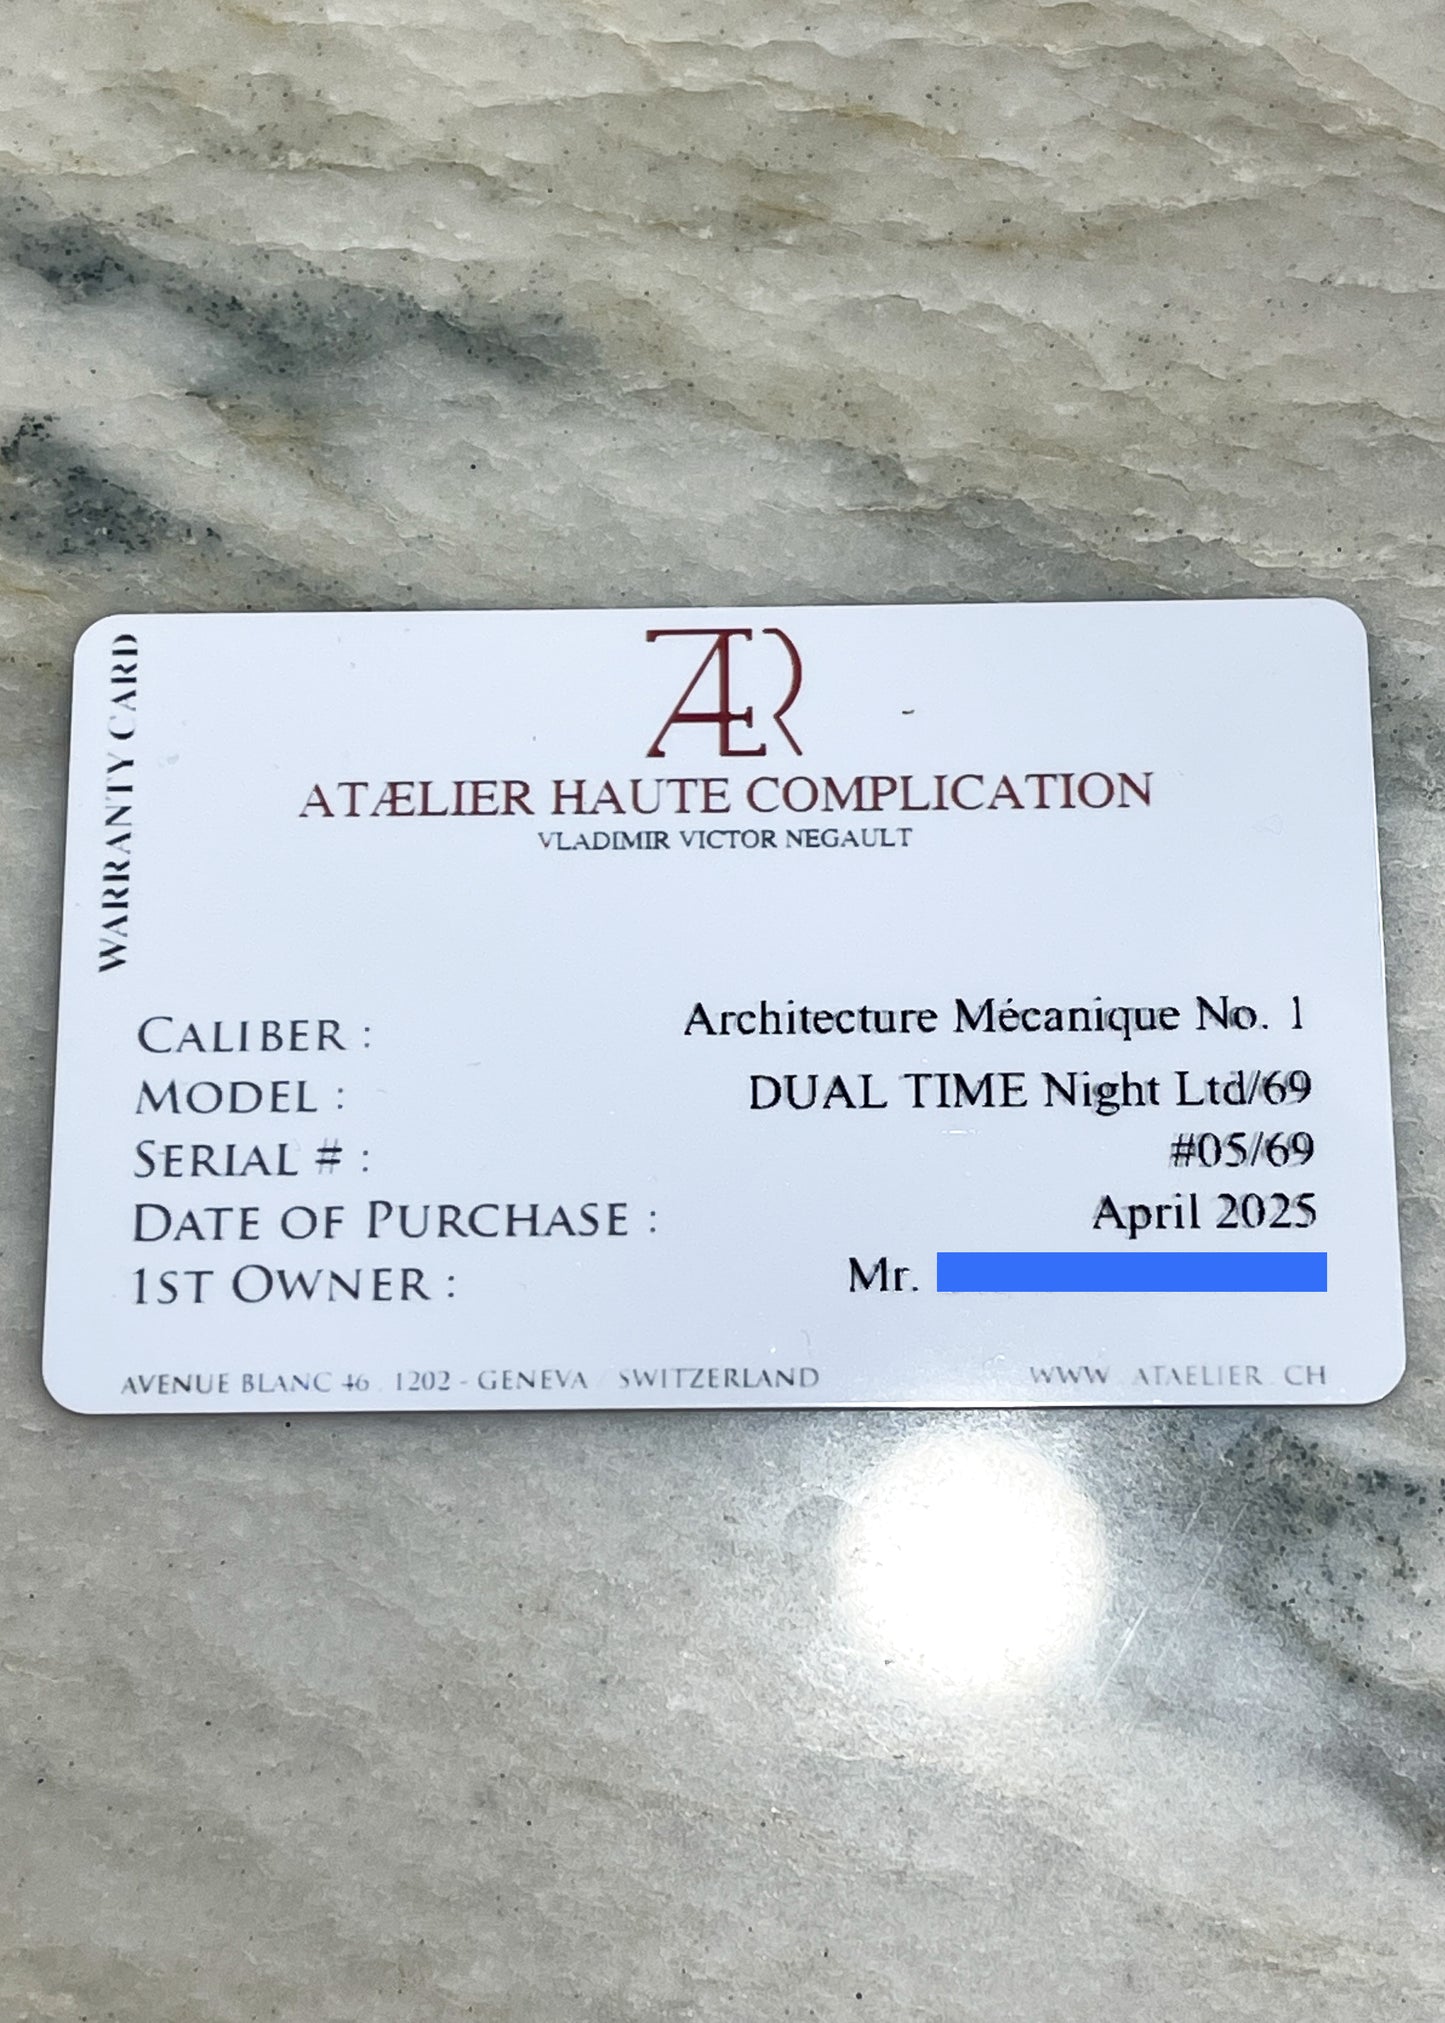 WARRANTY CARD
ÆR
ATÆLIER HAUTE COMPLICATION
VLADIMIR VICTOR NEGAULT
CALIBER : Architecture Mécanique No. 1
MODEL : DUAL TIME Night Ltd/69
SERIAL # : #05/69
DATE OF PURCHASE : April 2025
1ST OWNER : Mr.
AVENUE BLANC 46 1202 - GENEVA SWITZERLAND WWW.ATAELIER.CH